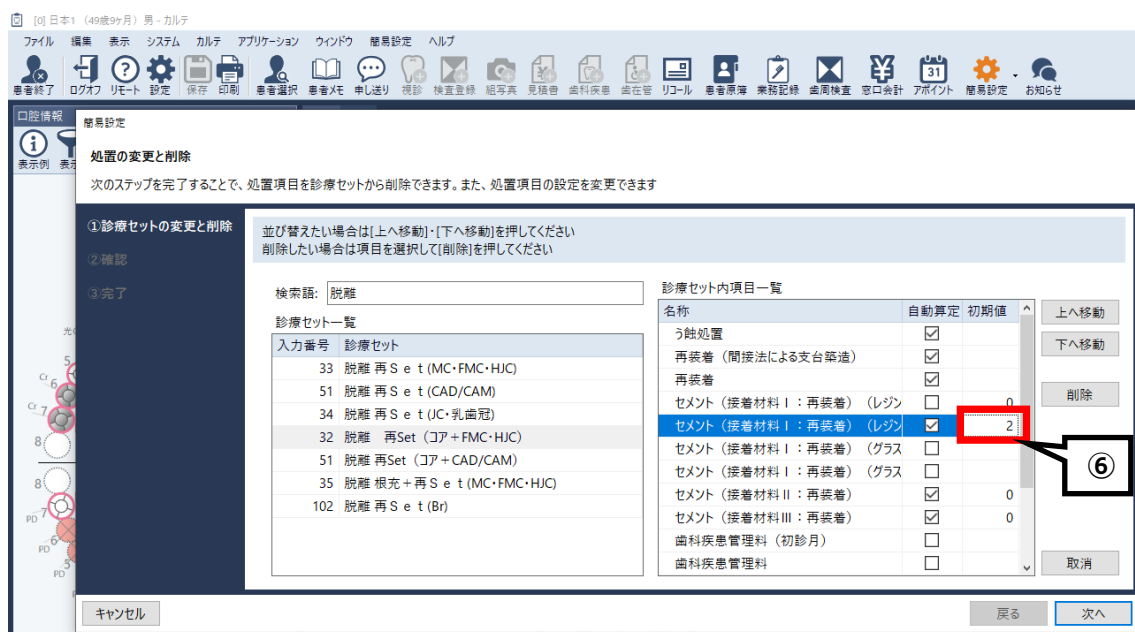 [0] 日本1 （49歳9ヶ月）男 - カルテ
ファイル 編集 表示 システム カルテ アプリケーション ウィンドウ 簡易設定 ヘルプ
患者終了 ログオフ リモート 設定 保存 印刷 患者選択 患者メモ 申し送り 視診 検査登録 組写真 見積書 歯科疾患 歯在管 リコール 患者原簿 業務記録 歯周検査 窓口会計 アポイント 簡易設定 お知らせ
口腔情報
表示例
簡易設定
処置の変更と削除
次のステップを完了することで、処置項目を診療セットから削除できます。また、処置項目の設定を変更できます
①診療セットの変更と削除
②確認
③完了
並び替えたい場合は[上へ移動]・[下へ移動]を押してください
削除したい場合は項目を選択して[削除]を押してください
検索語: 脱離
診療セット一覧
入力番号 診療セット
33 脱離 再Ｓｅｔ(MC・FMC・HJC)
51 脱離 再Ｓｅｔ(CAD/CAM)
34 脱離 再Ｓｅｔ(JC・乳歯冠)
32 脱離　再Set（コア＋FMC・HJC）
51 脱離 再Set（コア＋CAD/CAM）
35 脱離 根充＋再Ｓｅｔ(MC・FMC・HJC)
102 脱離 再Ｓｅｔ(Br)
診療セット内項目一覧
名称 自動算定 初期値
う蝕処置
再装着（間接法による支台築造）
再装着
セメント（接着材料Ⅰ：再装着）（レジン 0
セメント（接着材料Ⅰ：再装着）（レジン 2
セメント（接着材料Ⅰ：再装着）（グラス
セメント（接着材料Ⅰ：再装着）（グラス
セメント（接着材料Ⅱ：再装着） 0
セメント（接着材料Ⅲ：再装着） 0
歯科疾患管理料（初診月）
歯科疾患管理料
上へ移動
下へ移動
削除
⑥
取消
5
Cr 6
Cr 7
8
8
PD 7
PD 6
PD 5
キャンセル 戻る 次へ